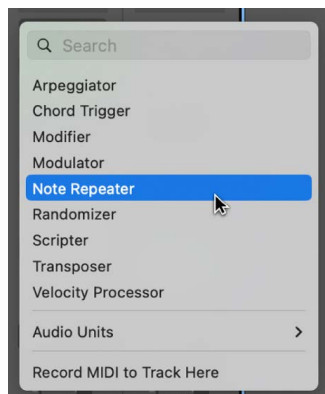 Search
Arpeggiator
Chord Trigger
Modifier
Modulator
Note Repeater
Randomizer
Scripter
Transposer
Velocity Processor
Audio Units
Record MIDI to Track Here